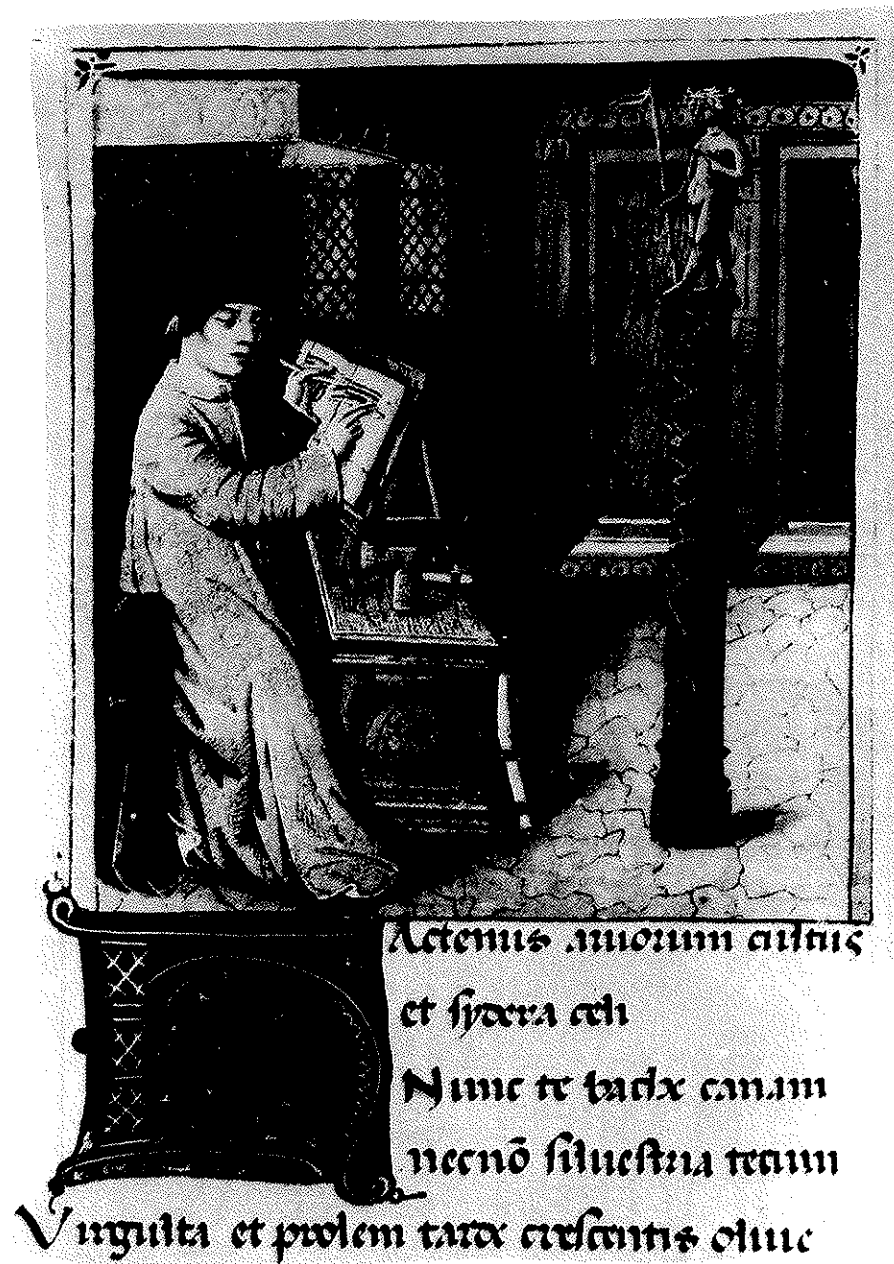 HActenus aruorum cultus
et sydera celi
Nunc te bache canam
necnō siluestria tecum
Virgulta et prolem tarde crescentis oliue